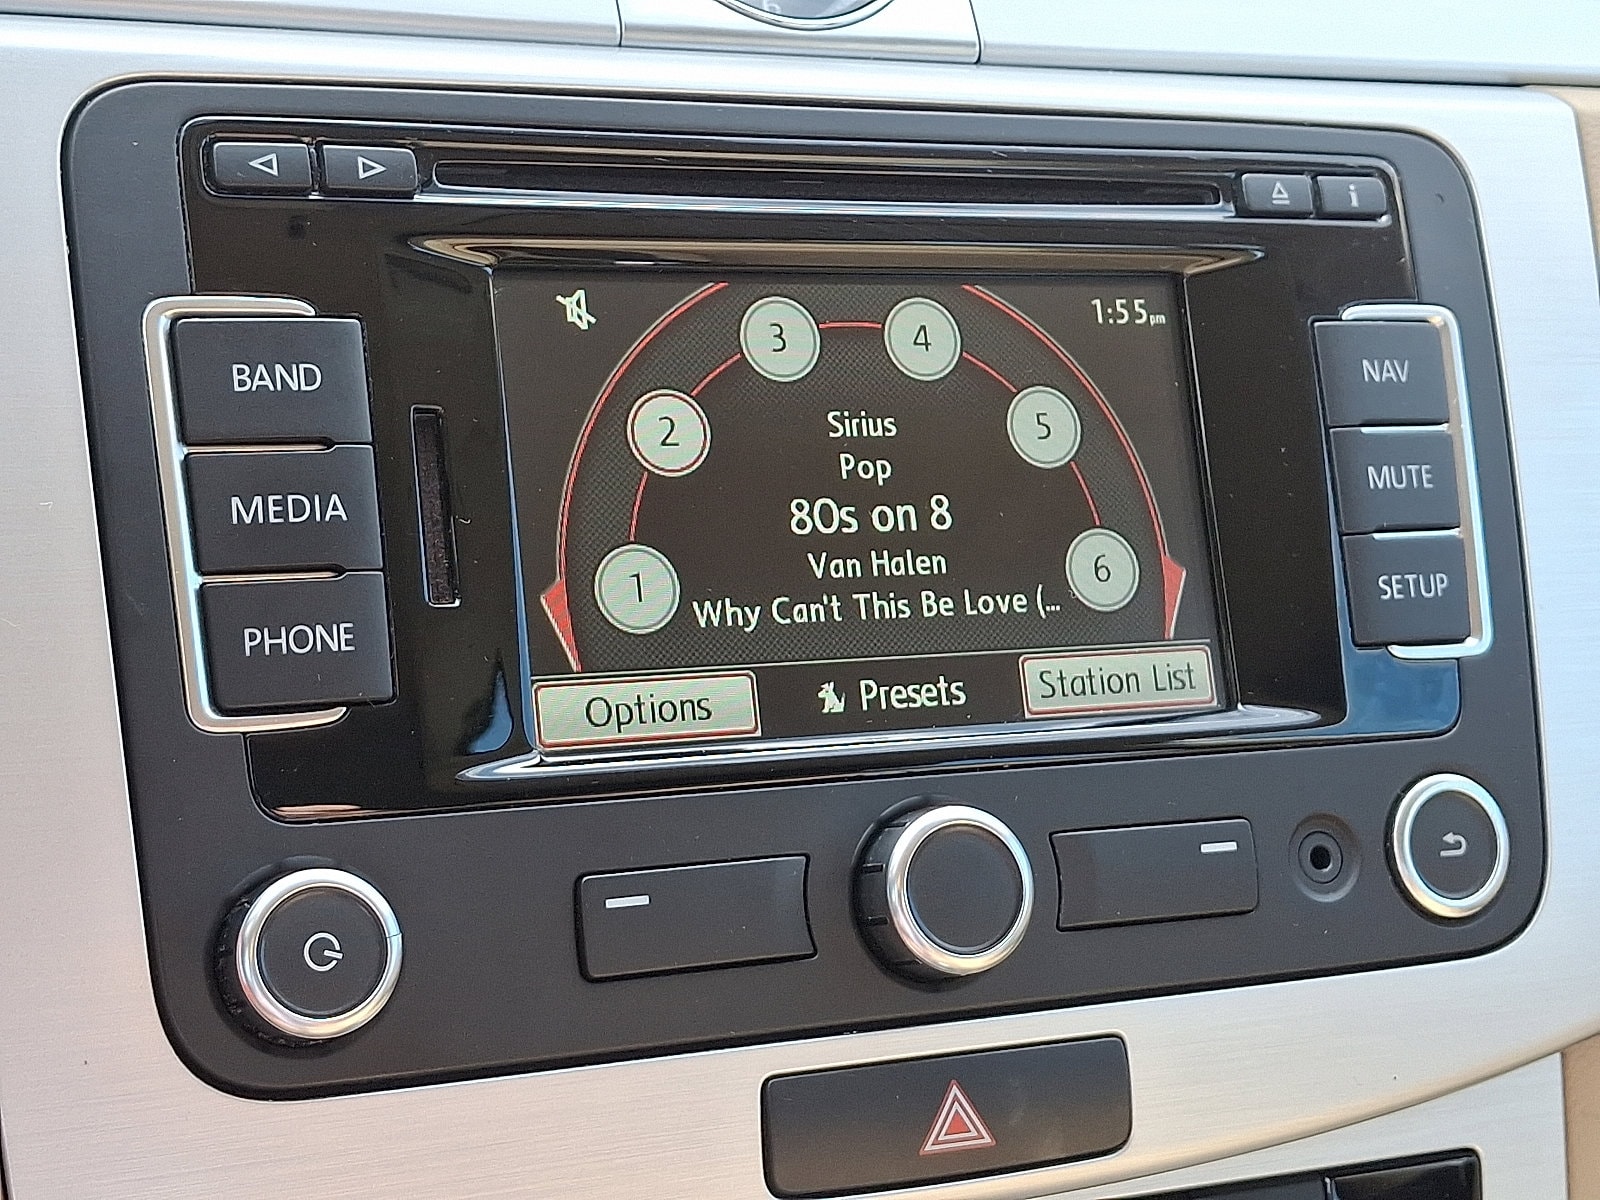 6
i
1:55pm
3
4
BAND
NAV
2
5
Sirius
Pop
MEDIA
MUTE
80s on 8
1
Van Halen
6
Why Can't This Be Love (...
PHONE
SETUP
Options
Presets
Station List